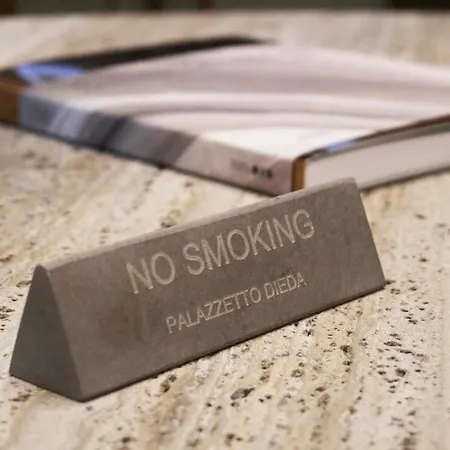 NO SMOKING
PALAZZETTO DIEDA